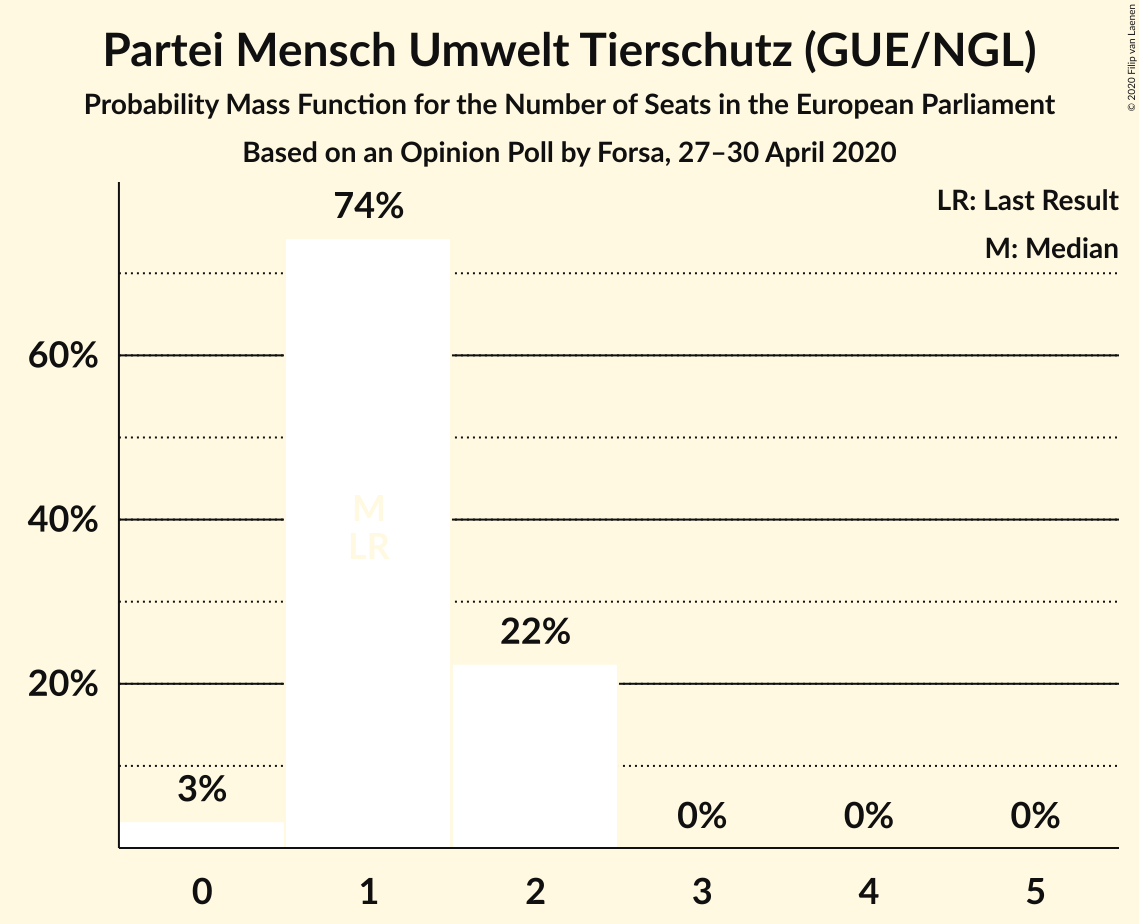 Partei Mensch Umwelt Tierschutz (GUE/NGL)
Probability Mass Function for the Number of Seats in the European Parliament
Based on an Opinion Poll by Forsa, 27–30 April 2020
© 2020 Filip van Laenen
LR: Last Result
M: Median
74%
60%
40%
20%
M
LR
22%
3%
0%
0%
0%
0
1
2
3
4
5